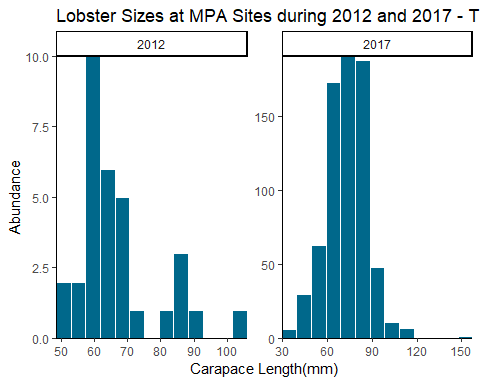 Lobster Sizes at MPA Sites during 2012 and 2017 - T
2012
2017
Abundance
10.0
7.5
5.0
2.5
0.0
150
100
50
0
50 60 70 80 90 100
30 60 90 120 150
Carapace Length(mm)